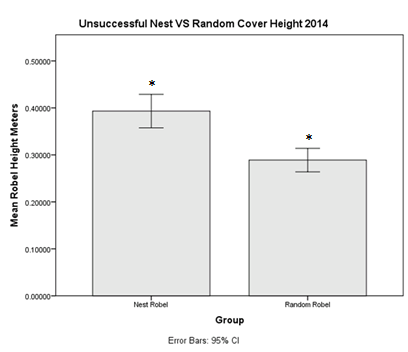 Unsuccessful Nest VS Random Cover Height 2014
Mean Robel Height Meters
0.50000
0.40000
0.30000
0.20000
0.10000
0.00000
*
*
Nest Robel
Random Robel
Group
Error Bars: 95% CI